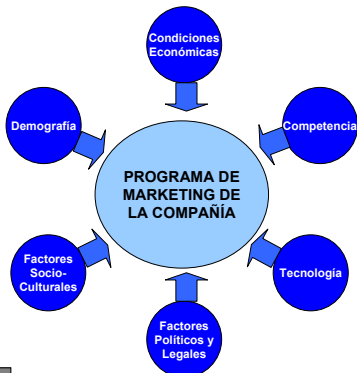 Condiciones
Económicas
Demografía
Competencia
PROGRAMA DE
MARKETING DE
LA COMPAÑÍA
Factores
Socio-
Culturales
Tecnología
Factores
Políticos y
Legales